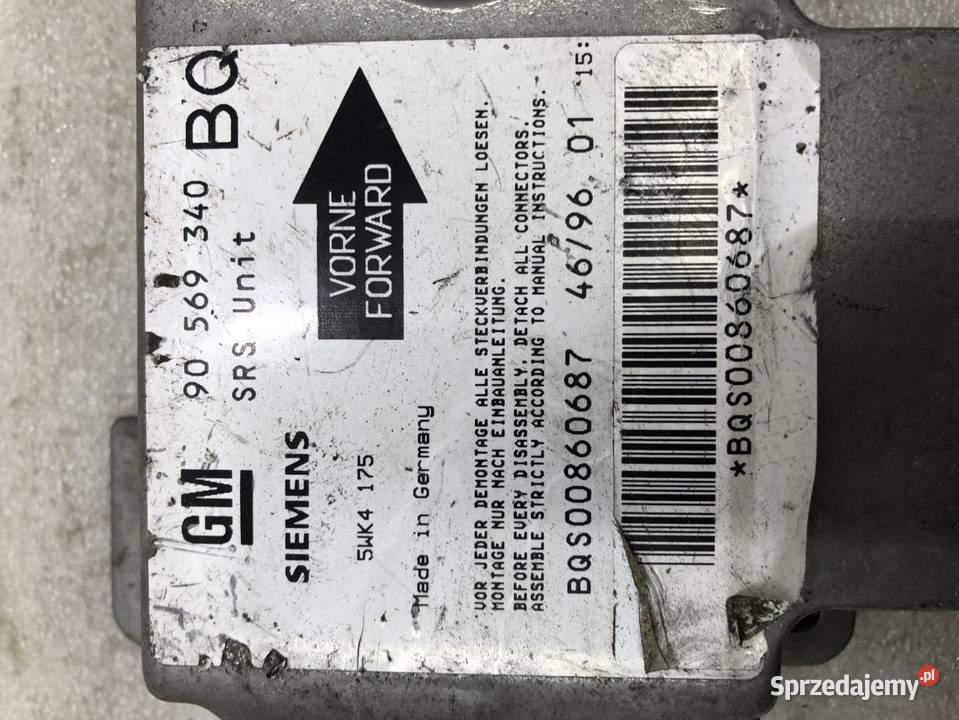 GM 90 569 340 BQ
SRS Unit
SIEMENS
5WK4 175
Made in Germany
VORNE
FORWARD
VOR JEDER DEMONTAGE ALLE STECKVERBINDUNGEN LOESEN.
MONTAGE NUR NACH EINBAUANLEITUNG.
BEFORE EVERY DISASSEMBLY, DETACH ALL CONNECTORS.
ASSEMBLE STRICTLY ACCORDING TO MANUAL INSTRUCTIONS.
BQS00860687 46/96 01 '15:
*BQS00860687*
Sprzedajemy.pl